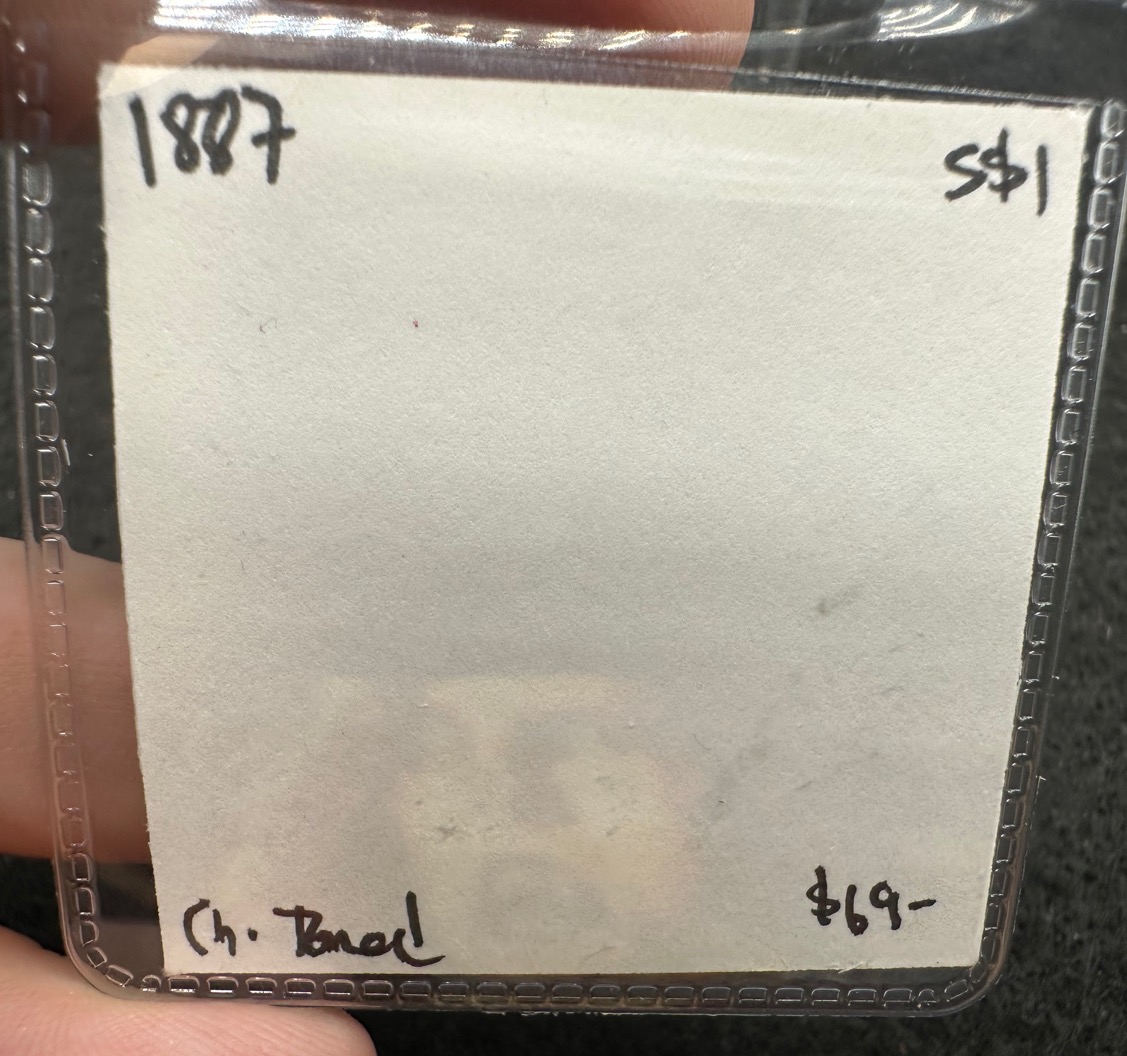 1887
S$1
Ch. Toned
$69-